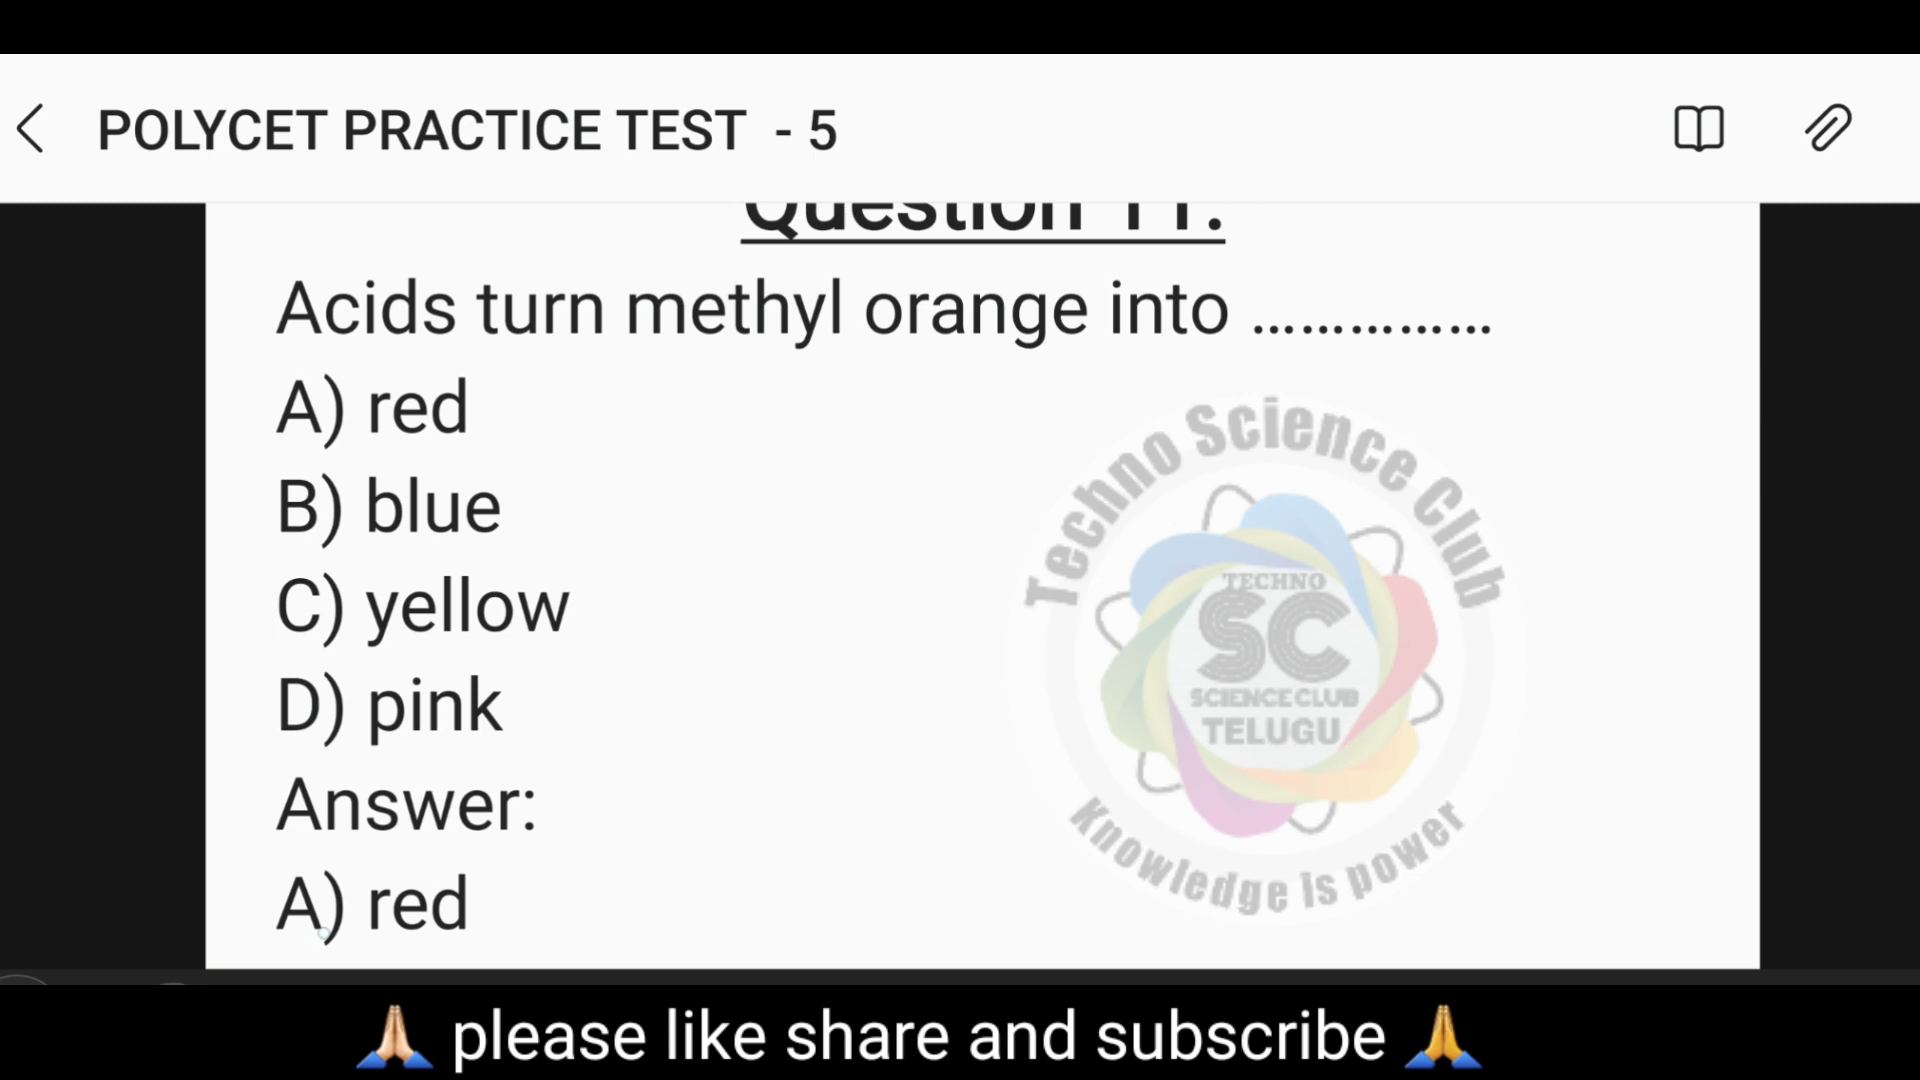 POLYCET PRACTICE TEST - 5
Question 11:
Acids turn methyl orange into ...............
A) red
B) blue
C) yellow
D) pink
Answer:
A) red
Techno Science Club
TECHNO
SC
SCIENCE CLUB
TELUGU
Knowledge is power
🙏🏻 please like share and subscribe 🙏